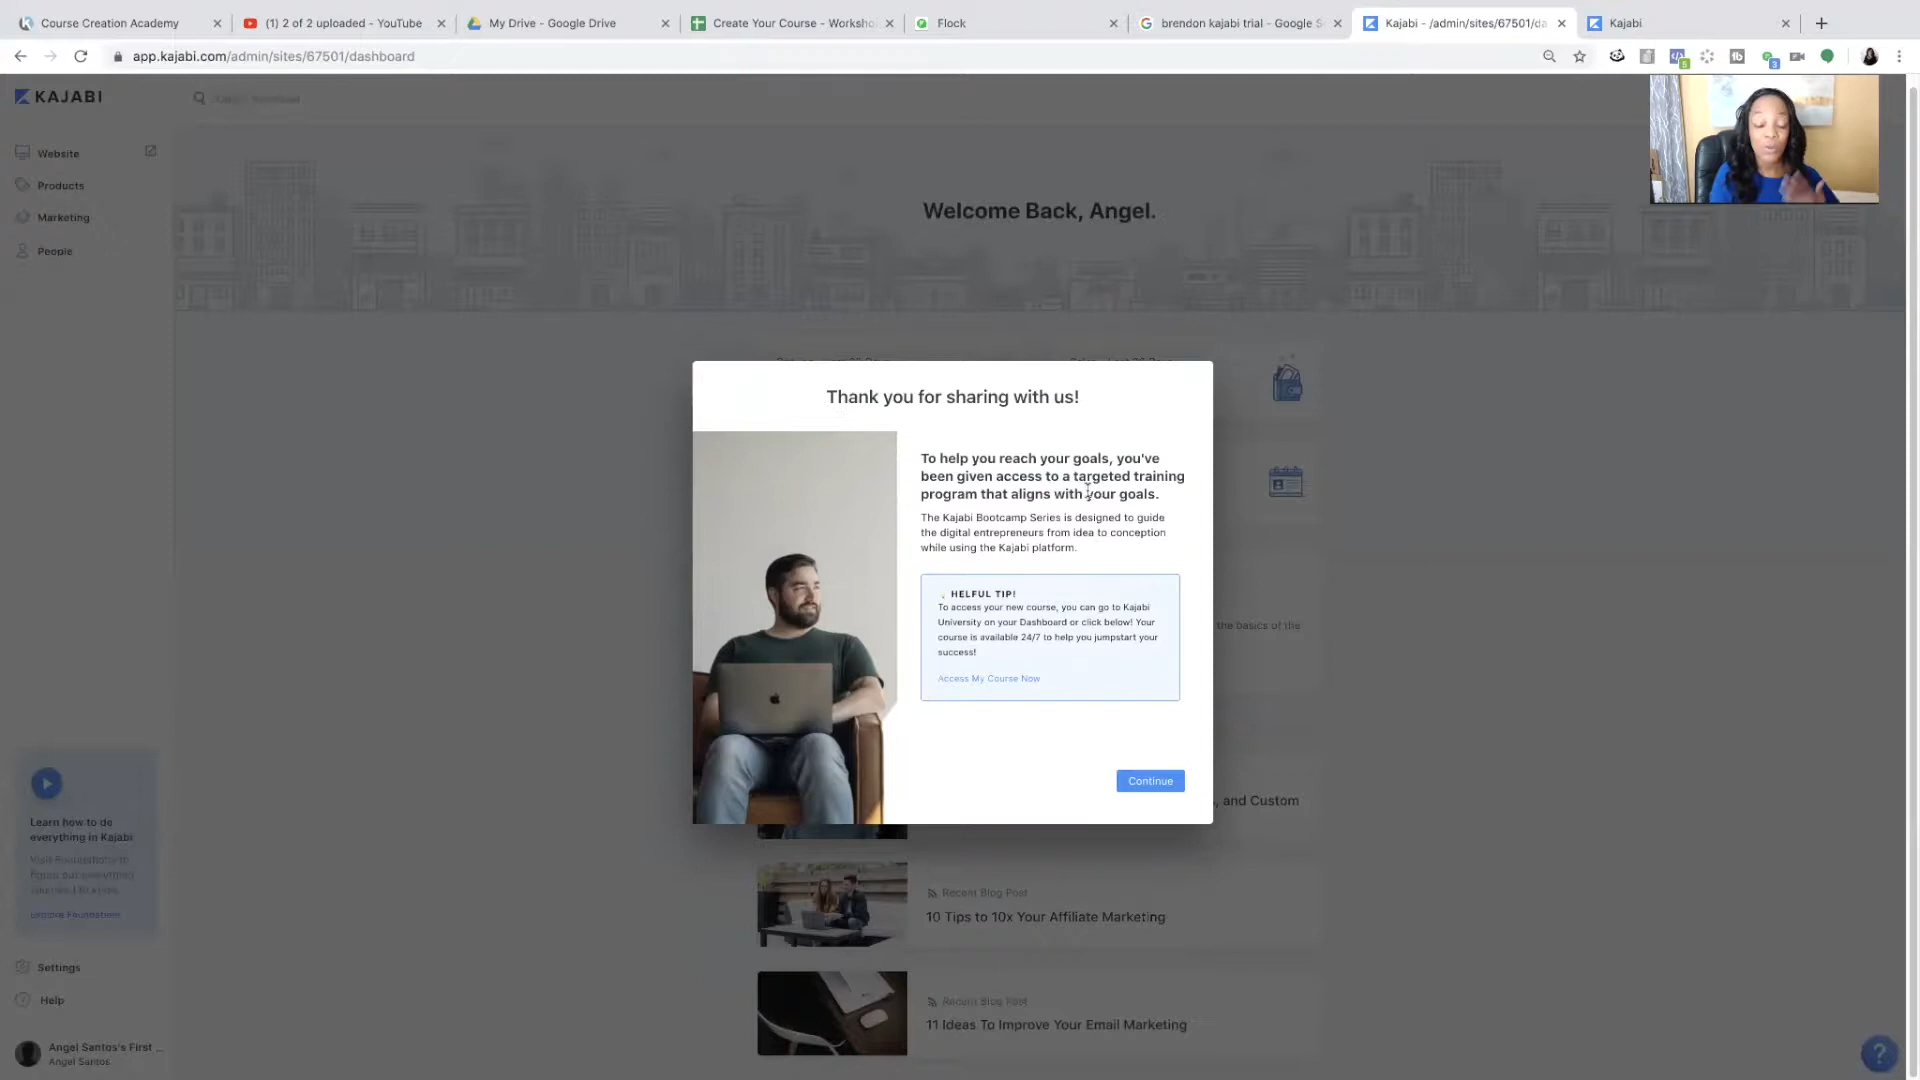 Course Creation Academy
(1) 2 of 2 uploaded - YouTube
My Drive - Google Drive
Create Your Course - Worksho
Flock
brendon kajabi trial - Google S
Kajabi - /admin/sites/67501/da
Kajabi
app.kajabi.com/admin/sites/67501/dashboard
KAJABI
Website
Products
Marketing
People
Welcome Back, Angel.
Thank you for sharing with us!
To help you reach your goals, you've
been given access to a targeted training
program that aligns with your goals.
The Kajabi Bootcamp Series is designed to guide
the digital entrepreneurs from idea to conception
while using the Kajabi platform.
HELFUL TIP!
To access your new course, you can go to Kajabi
University on your Dashboard or click below! Your
course is available 24/7 to help you jumpstart your
success!
Access My Course Now
Continue
the basics of the
, and Custom
Recent Blog Post
10 Tips to 10x Your Affiliate Marketing
Recent Blog Post
11 Ideas To Improve Your Email Marketing
Learn how to do
everything in Kajabi
Explore Foundations
Settings
Help
Angel Santos's First ...
Angel Santos